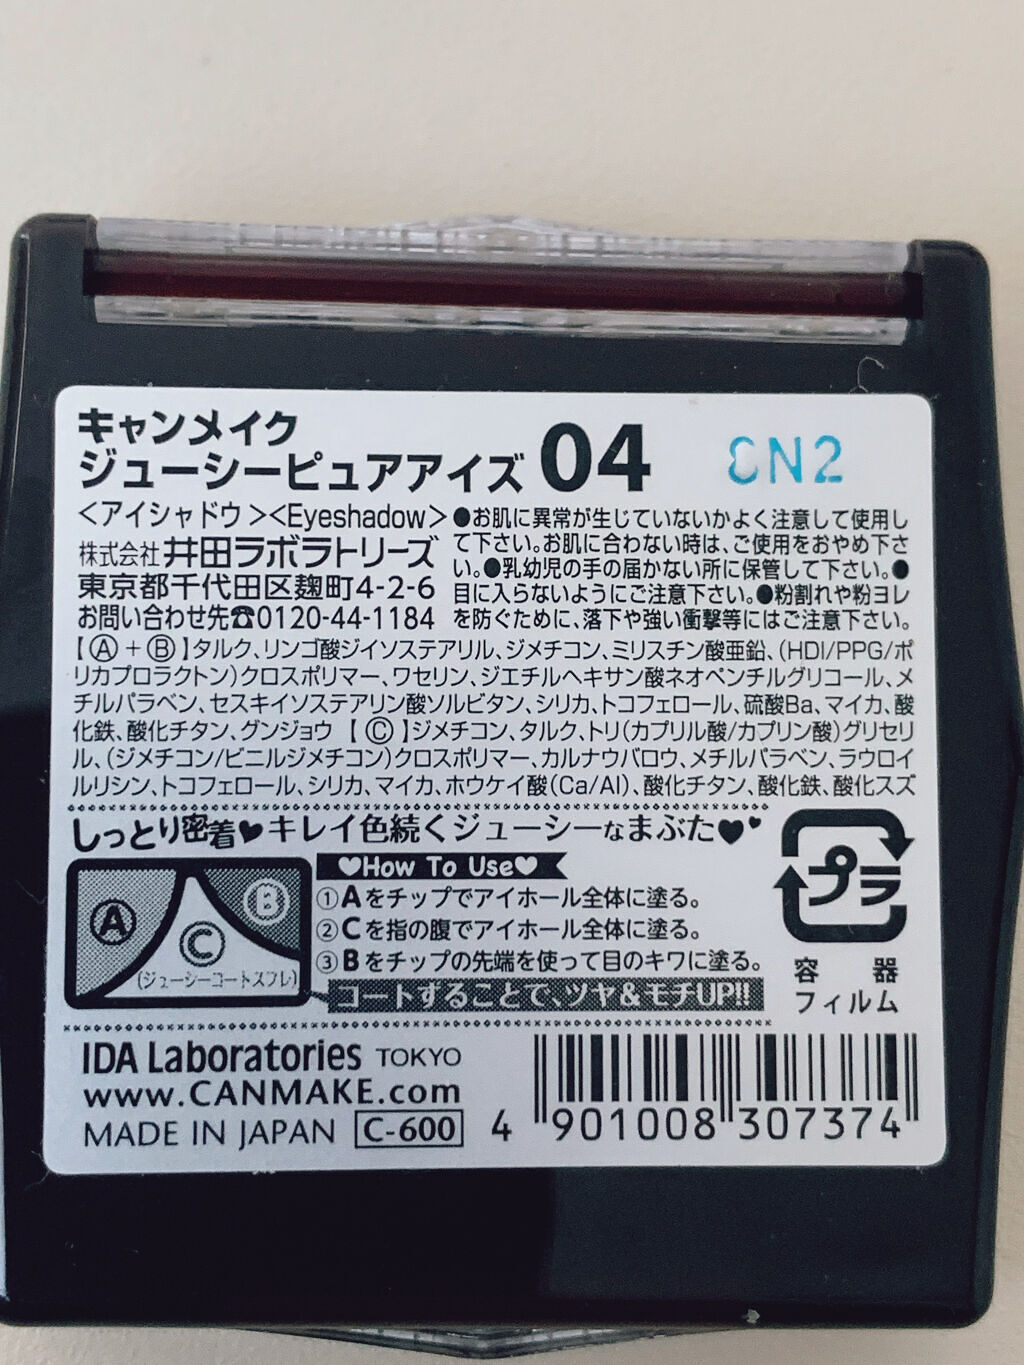 キャンメイク
ジューシーピュアアイズ 04
8N2
<アイシャドウ><Eyeshadow>
株式会社 井田ラボラトリーズ
東京都千代田区麹町4-2-6
お問い合わせ先☎0120-44-1184
●お肌に異常が生じていないかよく注意して使用し
て下さい。お肌に合わない時は、ご使用をおやめ下さ
い。●乳幼児の手の届かない所に保管して下さい。●
目に入らないようにご注意下さい。●粉割れや粉ヨレ
を防ぐために、落下や強い衝撃等にはご注意下さい。
【Ⓐ+Ⓑ】タルク、リンゴ酸ジイソステアリル、ジメチコン、ミリスチン酸亜鉛、(HDI/PPG/ポ
リカプロラクトン)クロスポリマー、ワセリン、ジエチルヘキサン酸ネオペンチルグリコール、メ
チルパラベン、セスキイソステアリン酸ソルビタン、シリカ、トコフェロール、硫酸Ba、マイカ、酸
化鉄、酸化チタン、グンジョウ【Ⓒ】ジメチコン、タルク、トリ(カプリル酸/カプリン酸)グリセリ
ル、(ジメチコン/ビニルジメチコン)クロスポリマー、カルナウバロウ、メチルパラベン、ラウロイ
ルリシン、トコフェロール、シリカ、マイカ、ホウケイ酸(Ca/Al)、酸化チタン、酸化鉄、酸化スズ
しっとり密着♥キレイ色続くジューシーなまぶた♥♥
Ⓐ
Ⓑ
Ⓒ
(ジューシーコートスフレ)
♥How To Use♥
①Aをチップでアイホール全体に塗る。
②Cを指の腹でアイホール全体に塗る。
③Bをチップの先端を使って目のキワに塗る。
コートすることで、ツヤ&モチUP!!
プラ
容器
フィルム
IDA Laboratories TOKYO
www.CANMAKE.com
MADE IN JAPAN C-600
4 901008 307374